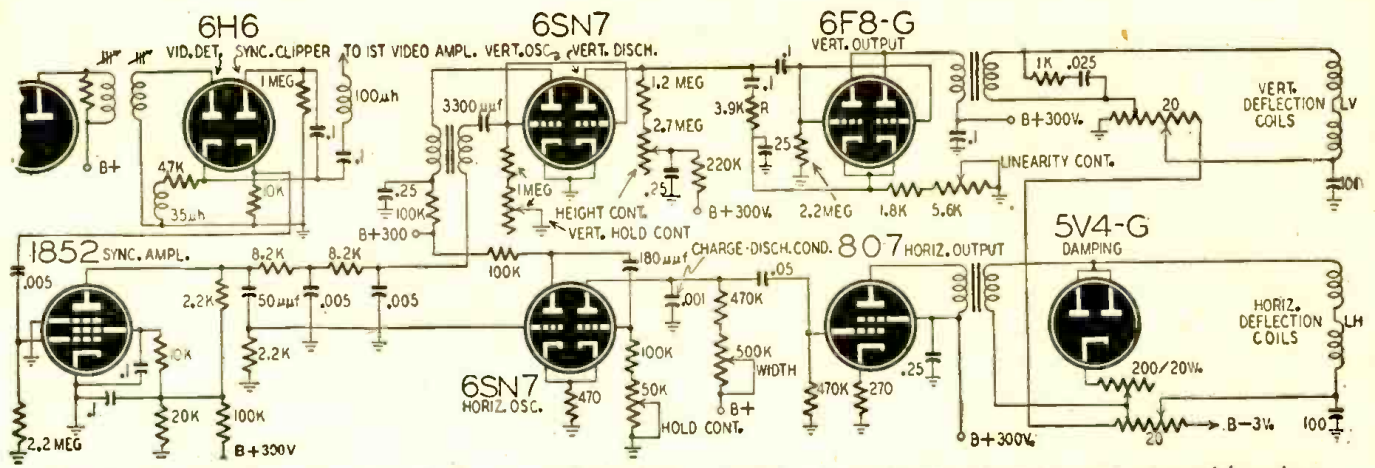 6H6
VID. DET.
SYNC. CLIPPER
TO IST VIDEO AMPL.
1 MEG
100μh
.1
.1
B+
47K
35μh
10K
6SN7
VERT. OSC.
VERT. DISCH.
3300μμf
.25
100K
B+300
1MEG
HEIGHT CONT.
VERT. HOLD CONT
1.2 MEG
2.7MEG
.25
220K
B+300V.
6F8-G
VERT. OUTPUT
.1
.1
3.9K R
.25
2.2MEG
1.8K
5.6K
LINEARITY CONT.
.1
B+300V.
1K
.025
20
VERT.
DEFLECTION
COILS
LV
100
1852
SYNC. AMPL.
.005
2.2K
8.2K
8.2K
50μμf
.005
.005
2.2K
10K
.1
.1
20K
100K
2.2 MEG
B+300V
100K
180μμf
6SN7
HORIZ. OSC.
470
100K
50K
HOLD CONT.
CHARGE-DISCH. COND.
.001
470K
500K
WIDTH
B+
.05
807
HORIZ. OUTPUT
470K
270
.25
B+300V.
5V4-G
DAMPING
200/20W.
20
B-3V.
HORIZ.
DEFLECTION
COILS
LH
100